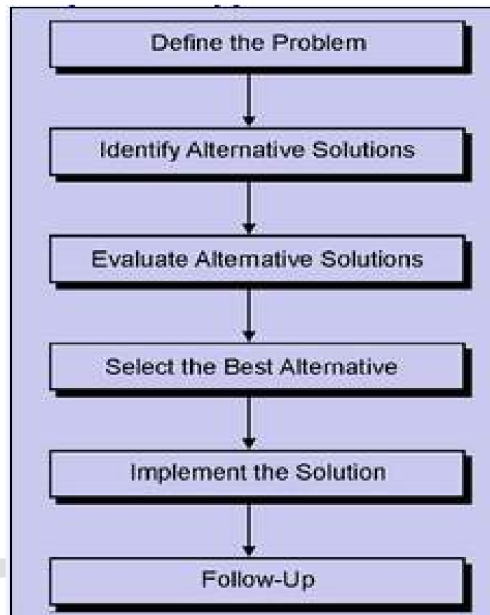 Define the Problem
Identify Alternative Solutions
Evaluate Alternative Solutions
Select the Best Alternative
Implement the Solution
Follow-Up